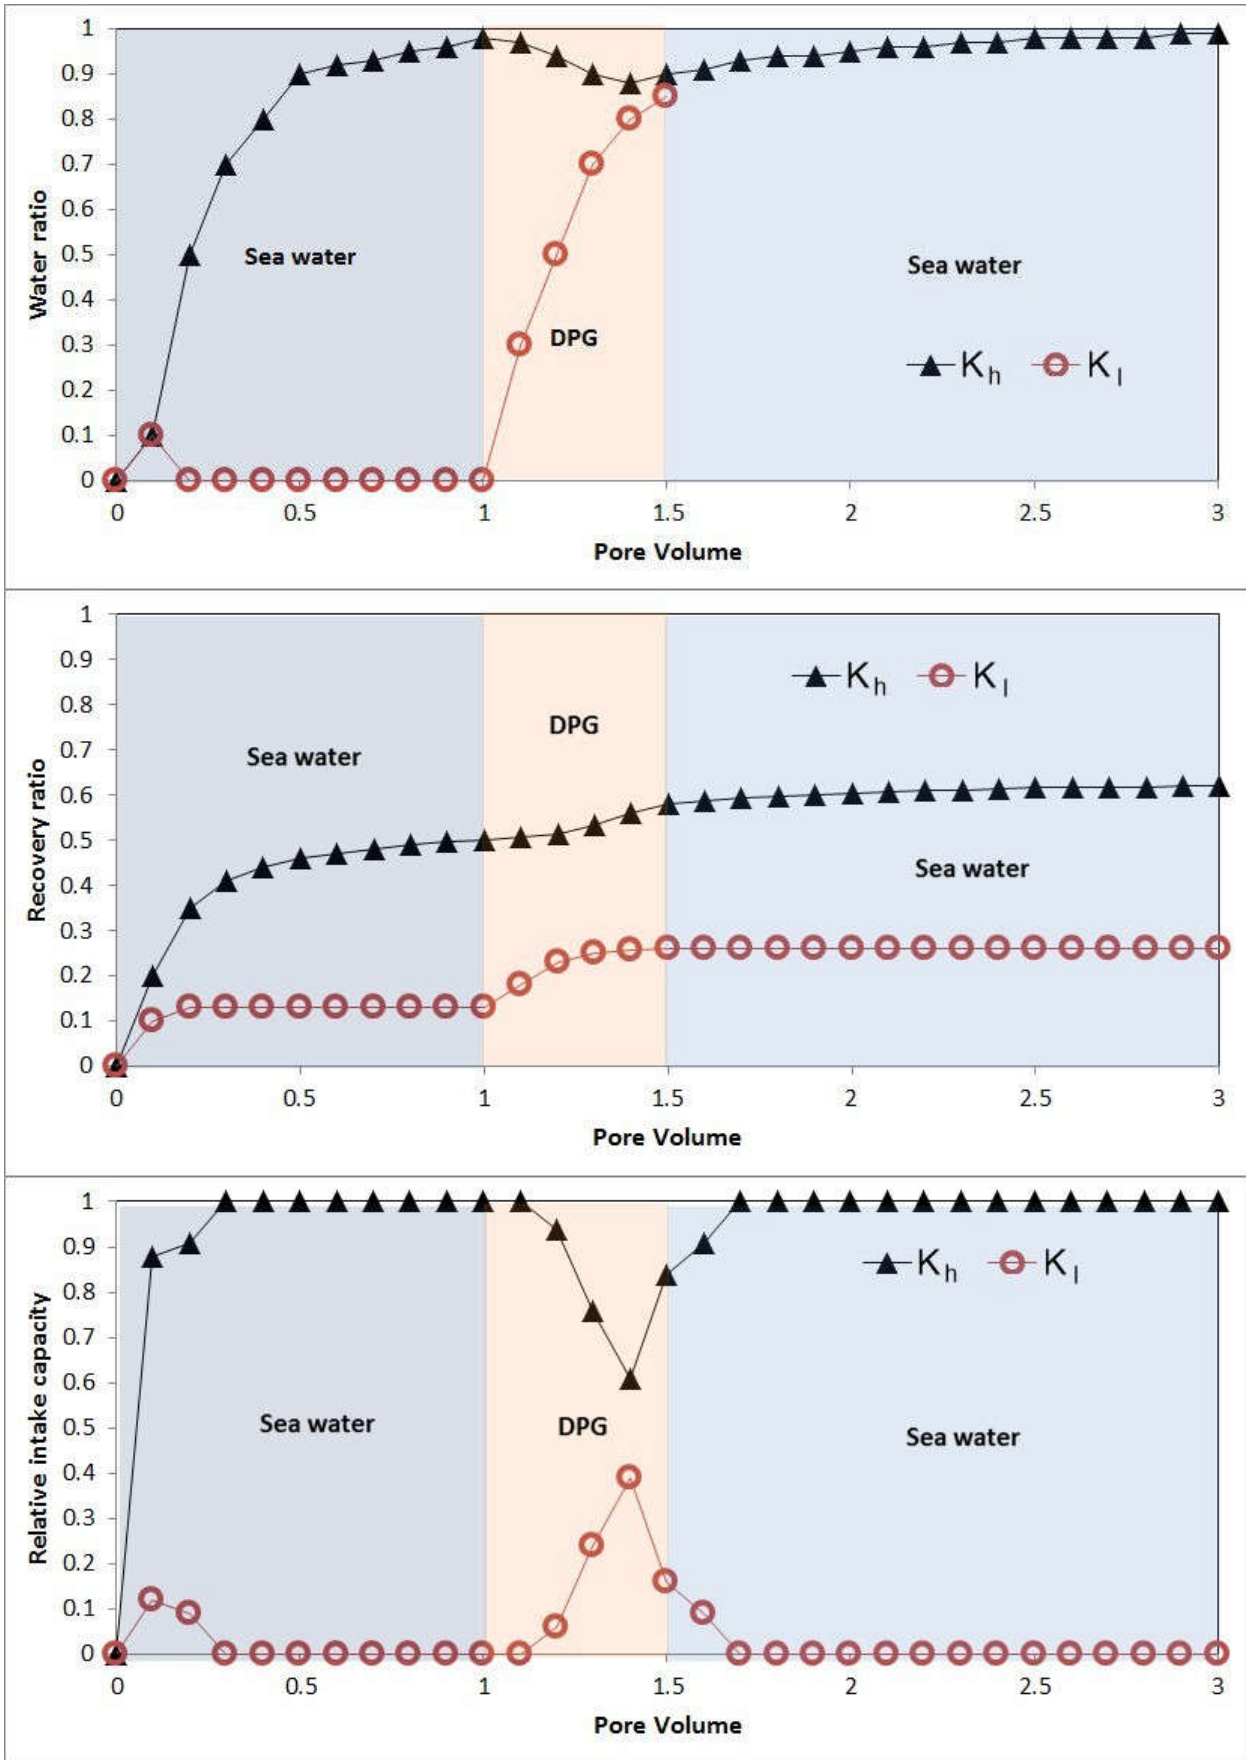 1
0.9
0.8
0.7
0.6
0.5
0.4
0.3
0.2
0.1
0
Water ratio
Sea water
DPG
Sea water
Kh Kl
0 0.5 1 1.5 2 2.5 3
Pore Volume
1
0.9
0.8
0.7
0.6
0.5
0.4
0.3
0.2
0.1
0
Recovery ratio
Kh Kl
DPG
Sea water
Sea water
0 0.5 1 1.5 2 2.5 3
Pore Volume
1
0.9
0.8
0.7
0.6
0.5
0.4
0.3
0.2
0.1
0
Relative intake capacity
Kh Kl
Sea water
DPG
Sea water
0 0.5 1 1.5 2 2.5 3
Pore Volume